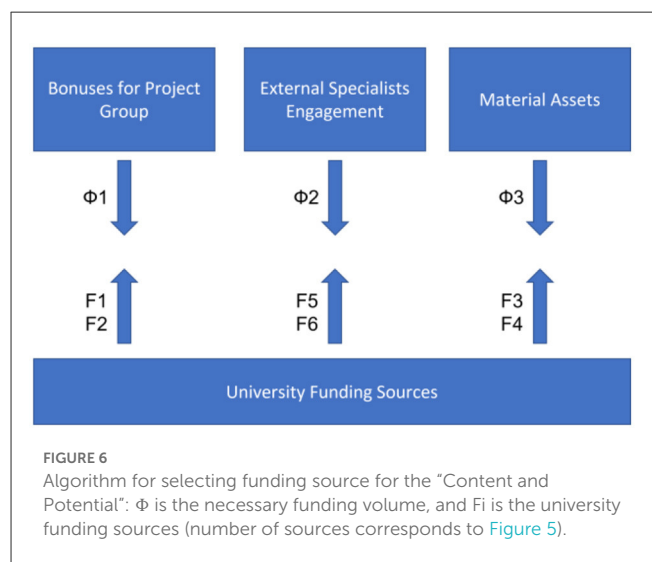 Bonuses for Project
Group
External Specialists
Engagement
Material Assets
Φ1
Φ2
Φ3
F1
F2
F5
F6
F3
F4
University Funding Sources
FIGURE 6
Algorithm for selecting funding source for the “Content and
Potential”: Φ is the necessary funding volume, and Fi is the university
funding sources (number of sources corresponds to Figure 5).